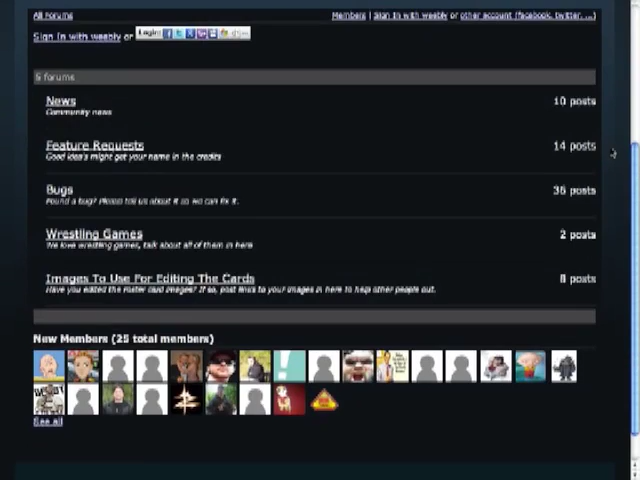 All Forums
Members | Sign In with weebly or other account (facebook, twitter, ...)
Sign In with weebly or Login:
5 forums
News
10 posts
Community news
Feature Requests
14 posts
Good idea's might get your name in the credits
Bugs
36 posts
Found a bug? Please tell us about it so we can fix it.
Wrestling Games
2 posts
We love wrestling games, talk about all of them in here
Images To Use For Editing The Cards
8 posts
Have you edited the roster card images? If so, post links to your images in here to help other people out.
New Members (25 total members)
See all